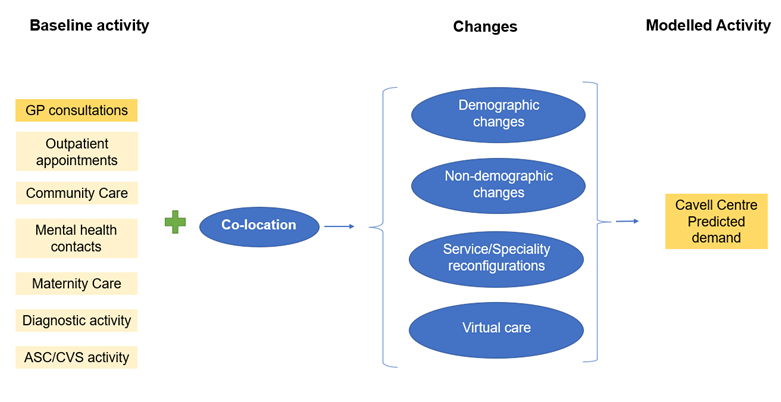 Baseline activity
Changes
Modelled Activity
GP consultations
Outpatient
appointments
Community Care
Mental health
contacts
Maternity Care
Diagnostic activity
ASC/CVS activity
Co-location
Demographic
changes
Non-demographic
changes
Service/Speciality
reconfigurations
Virtual care
Cavell Centre
Predicted
demand